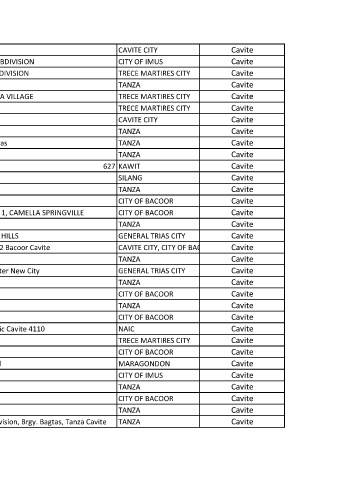 CAVITE CITY Cavite
BDIVISION CITY OF IMUS Cavite
DIVISION TRECE MARTIRES CITY Cavite
TANZA Cavite
A VILLAGE TRECE MARTIRES CITY Cavite
TRECE MARTIRES CITY Cavite
CAVITE CITY Cavite
TANZA Cavite
as TANZA Cavite
TANZA Cavite
627 KAWIT Cavite
SILANG Cavite
TANZA Cavite
CITY OF BACOOR Cavite
1, CAMELLA SPRINGVILLE CITY OF BACOOR Cavite
TANZA Cavite
HILLS GENERAL TRIAS CITY Cavite
2 Bacoor Cavite CAVITE CITY, CITY OF BAC Cavite
TANZA Cavite
ter New City GENERAL TRIAS CITY Cavite
TANZA Cavite
CITY OF BACOOR Cavite
TANZA Cavite
CITY OF BACOOR Cavite
ic Cavite 4110 NAIC Cavite
TRECE MARTIRES CITY Cavite
CITY OF BACOOR Cavite
MARAGONDON Cavite
CITY OF IMUS Cavite
TANZA Cavite
CITY OF BACOOR Cavite
TANZA Cavite
vision, Brgy. Bagtas, Tanza Cavite TANZA Cavite